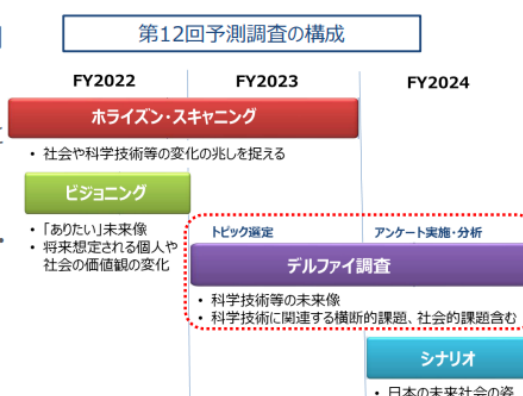 第12回予測調査の構成
FY2022 FY2023 FY2024
ホライズン・スキャニング
• 社会や科学技術等の変化の兆しを捉える
ビジョニング
• 「ありたい」未来像
• 将来想定される個人や
社会の価値観の変化
トピック選定 アンケート実施・分析
デルファイ調査
• 科学技術等の未来像
• 科学技術に関連する横断的課題、社会的課題含む
シナリオ
• 日本の未来社会の姿